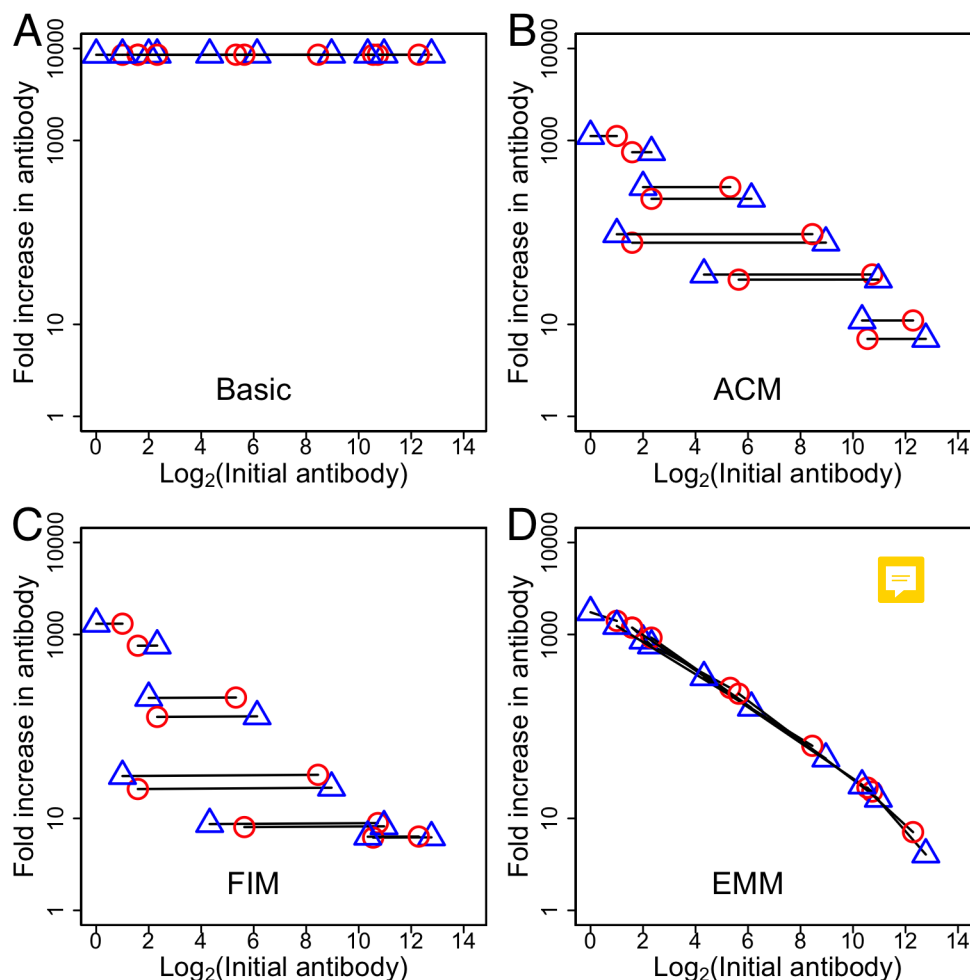 A
Fold increase in antibody
10000
1000
10
1
Basic
0 2 4 6 8 10 12 14
Log₂(Initial antibody)
B
Fold increase in antibody
10000
1000
10
1
ACM
0 2 4 6 8 10 12 14
Log₂(Initial antibody)
C
Fold increase in antibody
10000
1000
10
1
FIM
0 2 4 6 8 10 12 14
Log₂(Initial antibody)
D
Fold increase in antibody
10000
1000
10
1
EMM
0 2 4 6 8 10 12 14
Log₂(Initial antibody)